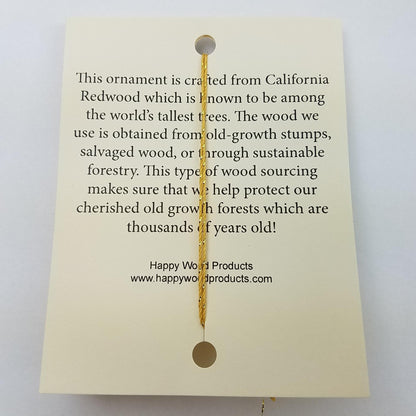 This ornament is crafted from California
Redwood which is known to be among
the world's tallest trees. The wood we
use is obtained from old-growth stumps,
salvaged wood, or through sustainable
forestry. This type of wood sourcing
makes sure that we help protect our
cherished old growth forests which are
thousands of years old!
Happy Wood Products
www.happywoodproducts.com